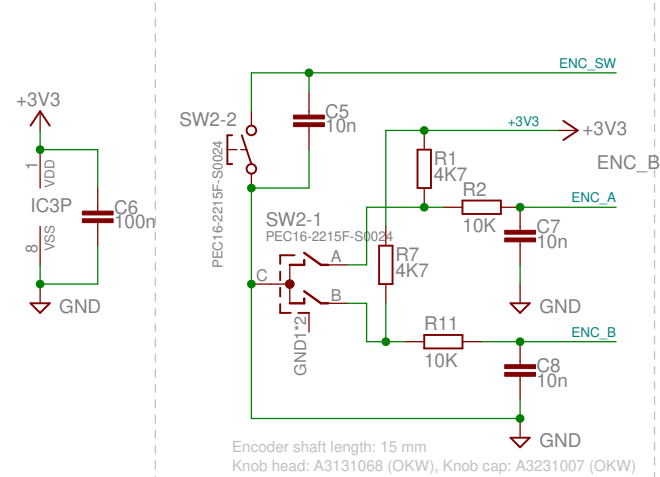 ENC_SW
+3V3
C5
10n
SW2-2
PEC16-2215F-S0024
+3V3
+3V3
1
VDD
IC3P
VSS
8
C6
100n
GND
R1
4K7
ENC_B
R2
10K
ENC_A
SW2-1
PEC16-2215F-S0024
C7
10n
A
R7
4K7
C
B
GND1*2
GND
R11
10K
ENC_B
C8
10n
GND
Encoder shaft length: 15 mm
Knob head: A3131068 (OKW), Knob cap: A3231007 (OKW)